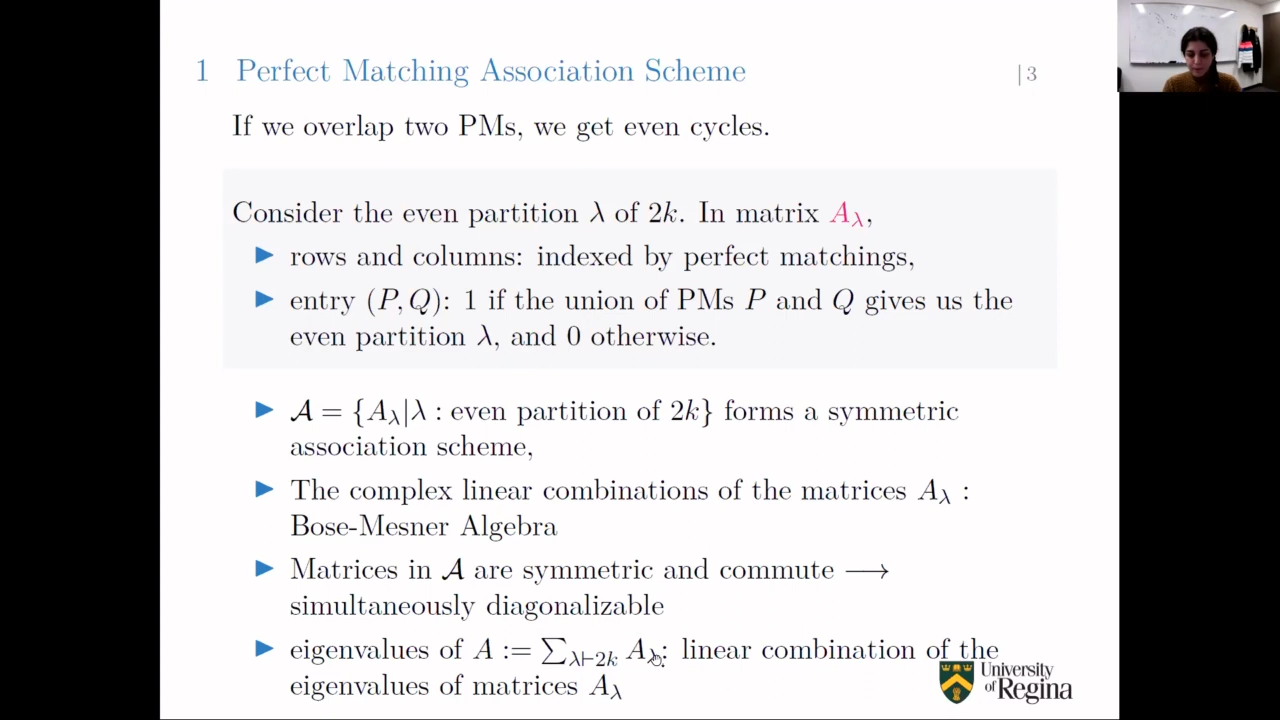 1 Perfect Matching Association Scheme
| 3
If we overlap two PMs, we get even cycles.
Consider the even partition λ of 2k. In matrix A_λ,
▶ rows and columns: indexed by perfect matchings,
▶ entry (P, Q): 1 if the union of PMs P and Q gives us the
even partition λ, and 0 otherwise.
▶ 𝒜 = {A_λ|λ : even partition of 2k} forms a symmetric
association scheme,
▶ The complex linear combinations of the matrices A_λ :
Bose-Mesner Algebra
▶ Matrices in 𝒜 are symmetric and commute ⟶
simultaneously diagonalizable
▶ eigenvalues of A := ∑_{λ⊢2k} A_λ: linear combination of the
eigenvalues of matrices A_λ
University
of Regina